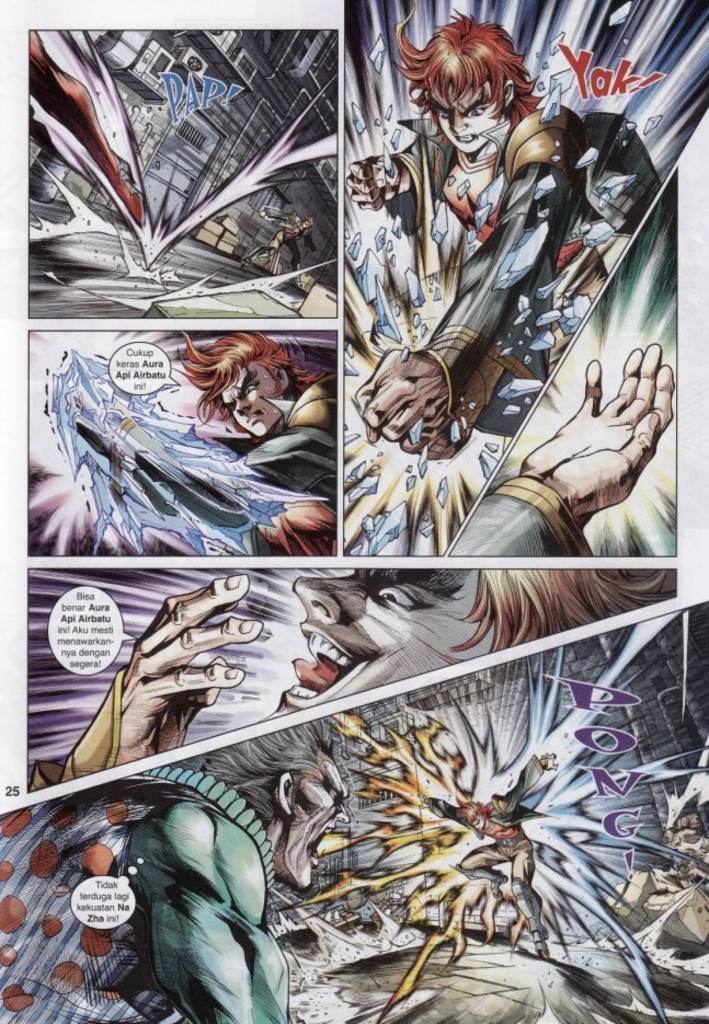 PAP!
Yak!
Cukup
keras Aura
Api Airbatu
ini!
Bisa
benar Aura
Api Airbatu
ini! Aku mesti
menawarkan-
nya dengan
segera!
PONG!
25
Tidak
terduga lagi
kekuatan Na
Zha ini!